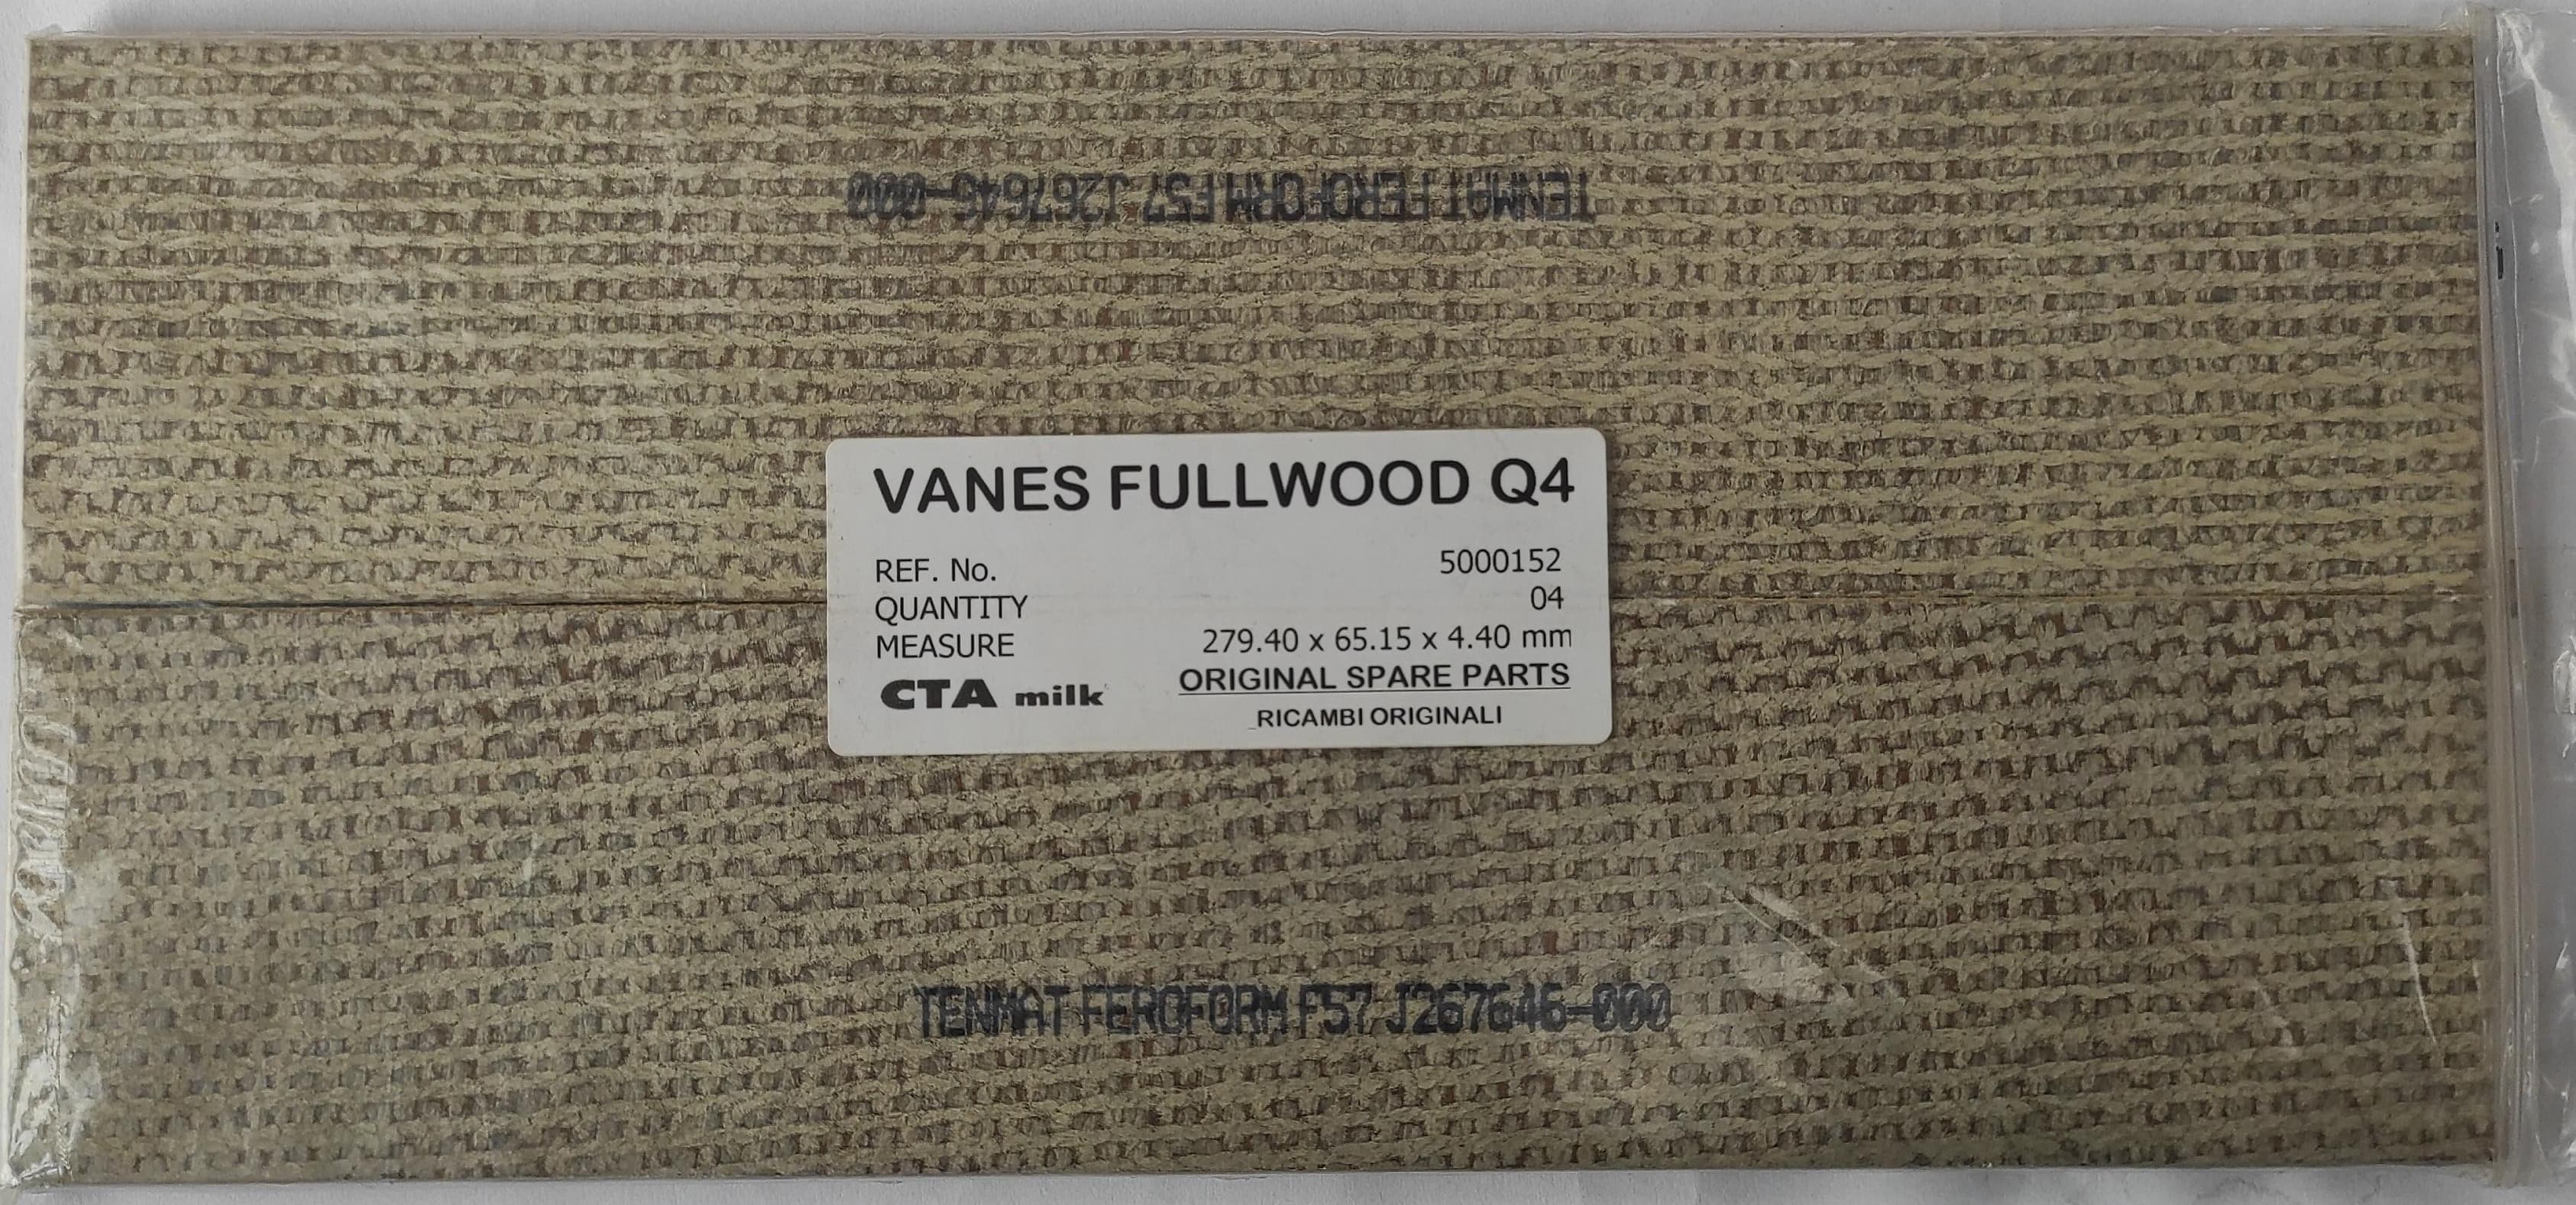 TENMAT FEROFORM F57 J267646-000
VANES FULLWOOD Q4
REF. No. 5000152
QUANTITY 04
MEASURE 279.40 x 65.15 x 4.40 mm
CTA milk ORIGINAL SPARE PARTS
RICAMBI ORIGINALI
TENMAT FEROFORM F57 J267646-000